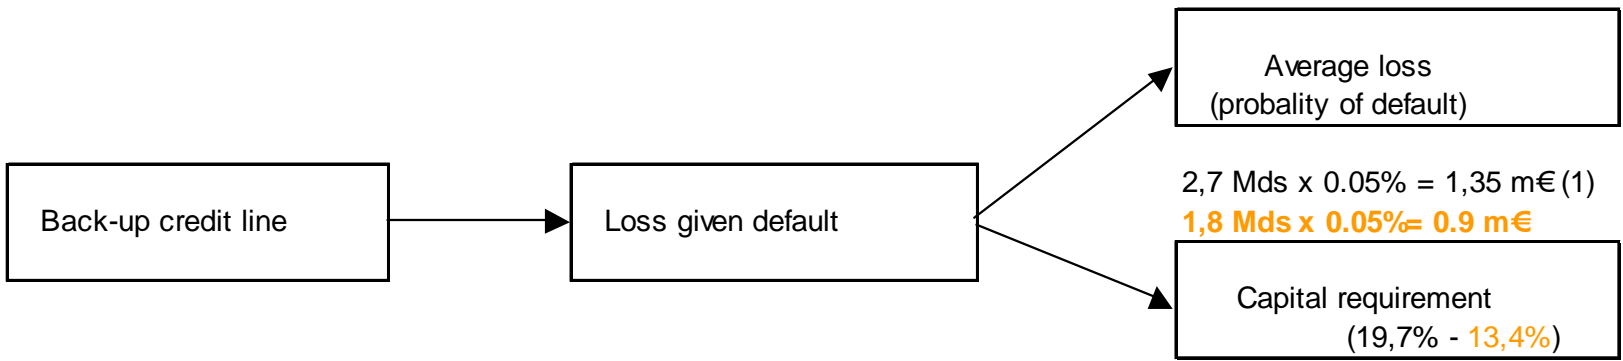 Back-up credit line
Loss given default
Average loss
(probality of default)
2,7 Mds x 0.05% = 1,35 m€ (1)
1,8 Mds x 0.05%= 0.9 m€
Capital requirement
(19,7% - 13,4%)